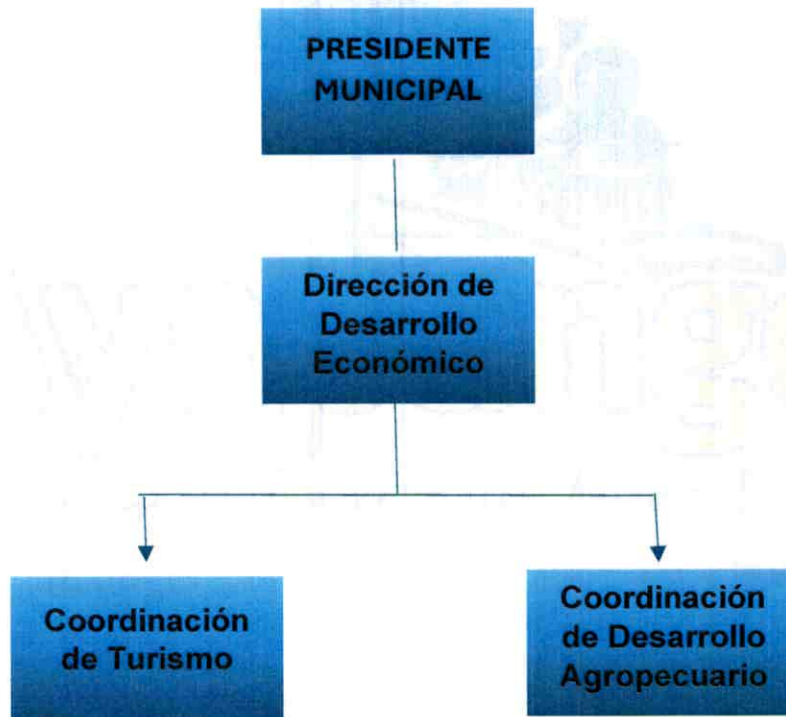 PRESIDENTE
MUNICIPAL
Dirección de
Desarrollo
Económico
Coordinación
de Turismo
Coordinación
de Desarrollo
Agropecuario